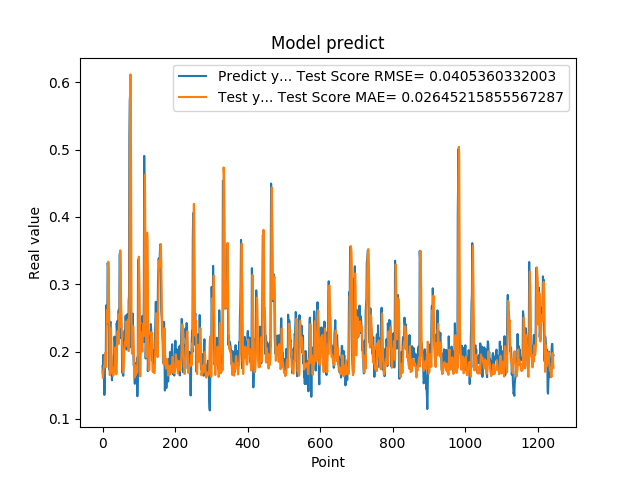 Model predict
Predict y... Test Score RMSE= 0.0405360332003
Test y... Test Score MAE= 0.02645215855567287
0.6
0.5
0.4
0.3
0.2
0.1
Real value
0 200 400 600 800 1000 1200
Point